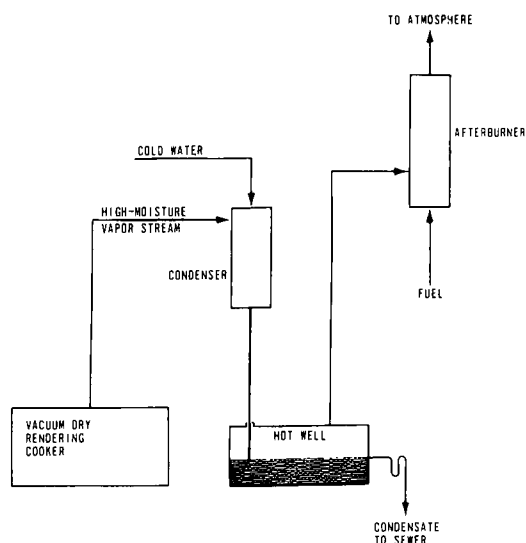 TO ATMOSPHERE
AFTERBURNER
COLD WATER
HIGH-MOISTURE
VAPOR STREAM
CONDENSER
FUEL
VACUUM DRY
RENDERING
COOKER
HOT WELL
CONDENSATE
TO SEWER